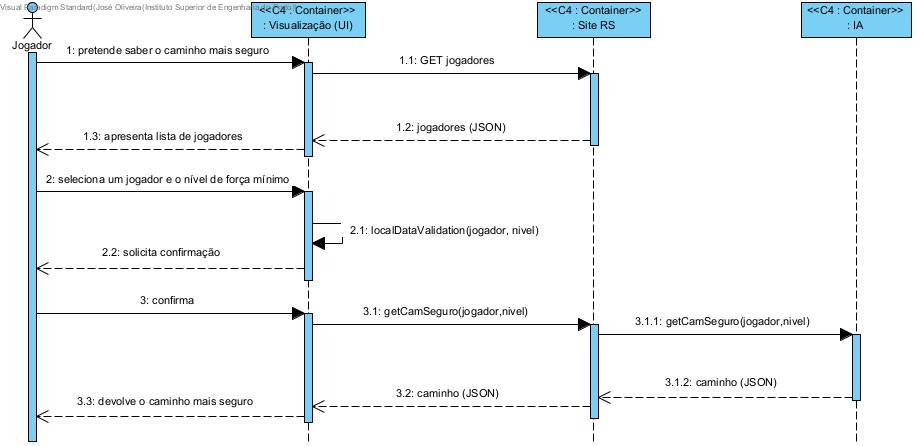 Visual Paradigm Standard(José Oliveira(Instituto Superior de Engenharia do Porto))
<<C4 : Container>>
: Visualização (UI)
<<C4 : Container>>
: Site RS
<<C4 : Container>>
: IA
Jogador
1: pretende saber o caminho mais seguro
1.1: GET jogadores
1.2: jogadores (JSON)
1.3: apresenta lista de jogadores
2: seleciona um jogador e o nível de força mínimo
2.1: localDataValidation(jogador, nivel)
2.2: solicita confirmação
3: confirma
3.1: getCamSeguro(jogador,nivel)
3.1.1: getCamSeguro(jogador,nivel)
3.1.2: caminho (JSON)
3.2: caminho (JSON)
3.3: devolve o caminho mais seguro